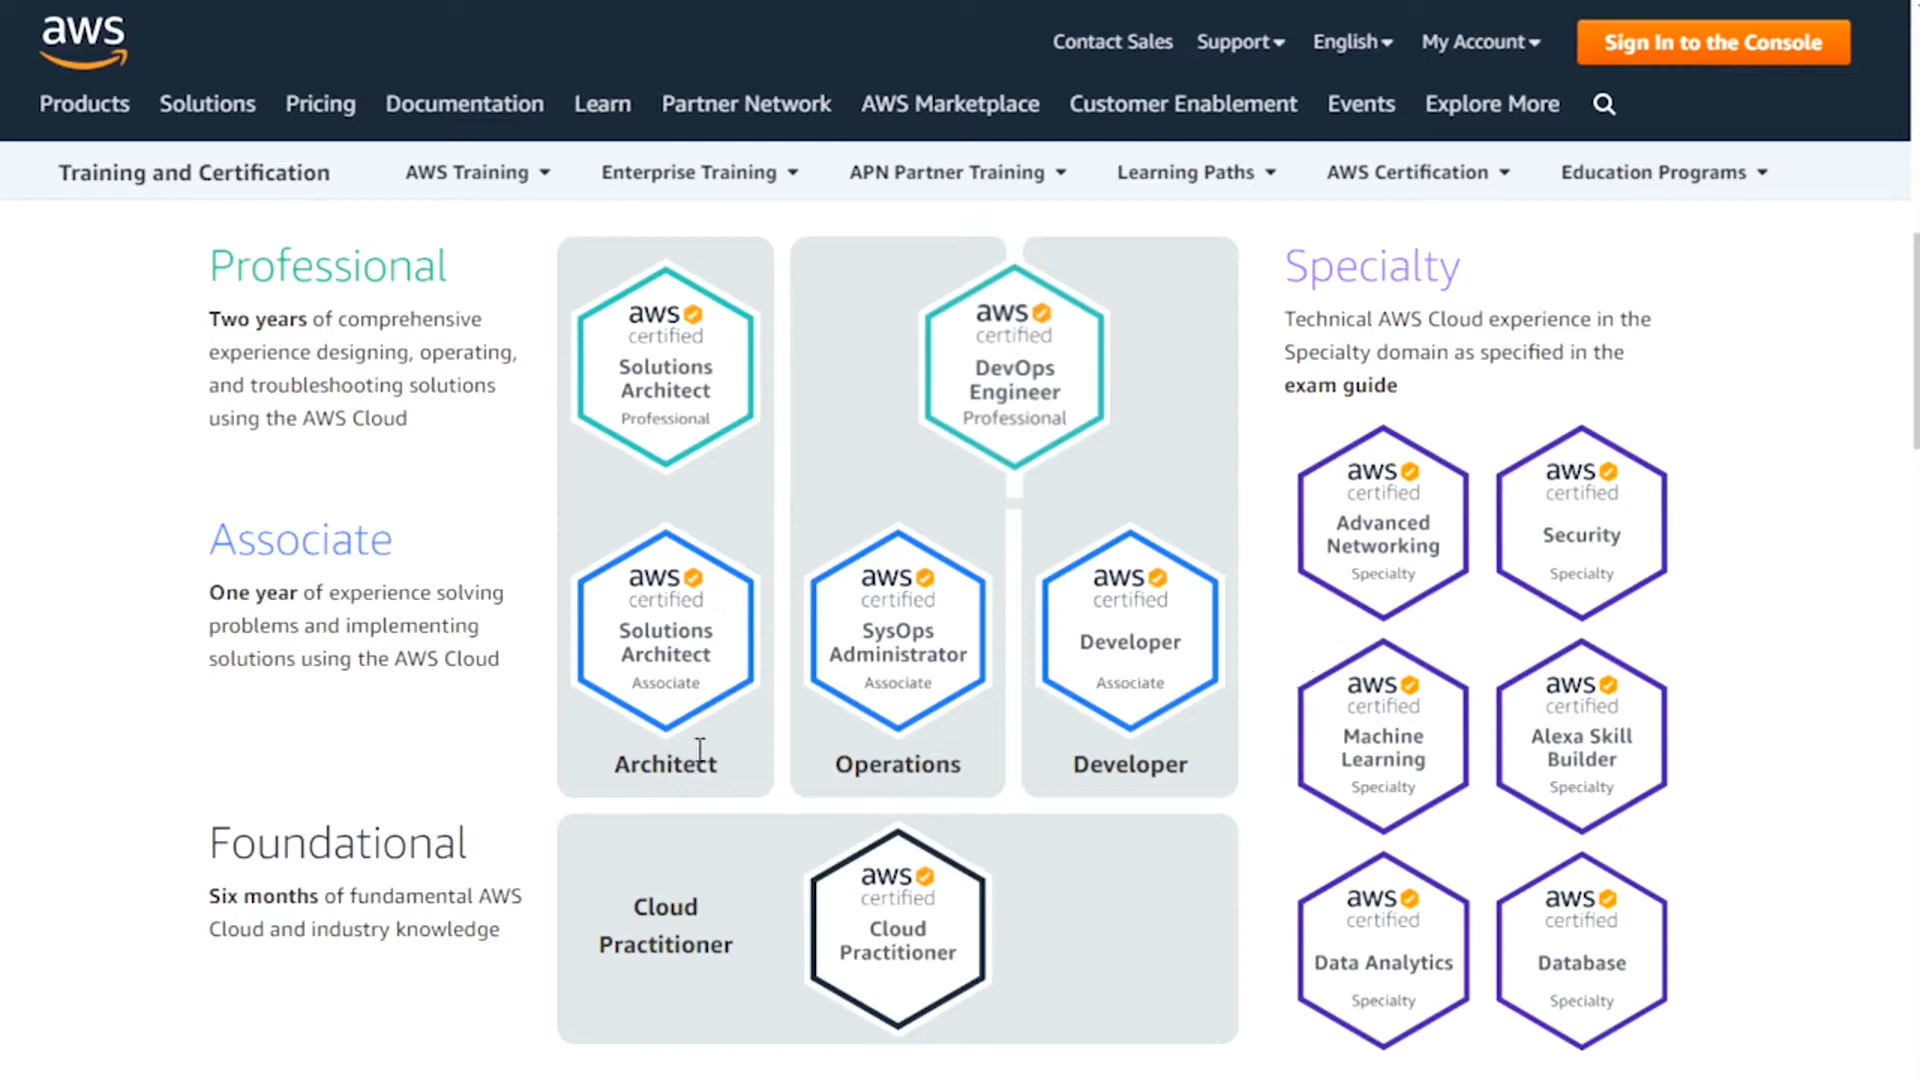 aws
Contact Sales
Support
English
My Account
Sign In to the Console
Products
Solutions
Pricing
Documentation
Learn
Partner Network
AWS Marketplace
Customer Enablement
Events
Explore More
Training and Certification
AWS Training
Enterprise Training
APN Partner Training
Learning Paths
AWS Certification
Education Programs
Professional
Two years of comprehensive
experience designing, operating,
and troubleshooting solutions
using the AWS Cloud
aws
certified
Solutions
Architect
Professional
aws
certified
DevOps
Engineer
Professional
Associate
One year of experience solving
problems and implementing
solutions using the AWS Cloud
aws
certified
Solutions
Architect
Associate
Architect
aws
certified
SysOps
Administrator
Associate
Operations
aws
certified
Developer
Associate
Developer
Foundational
Six months of fundamental AWS
Cloud and industry knowledge
Cloud
Practitioner
aws
certified
Cloud
Practitioner
Specialty
Technical AWS Cloud experience in the
Specialty domain as specified in the
exam guide
aws
certified
Advanced
Networking
Specialty
aws
certified
Security
Specialty
aws
certified
Machine
Learning
Specialty
aws
certified
Alexa Skill
Builder
Specialty
aws
certified
Data Analytics
Specialty
aws
certified
Database
Specialty